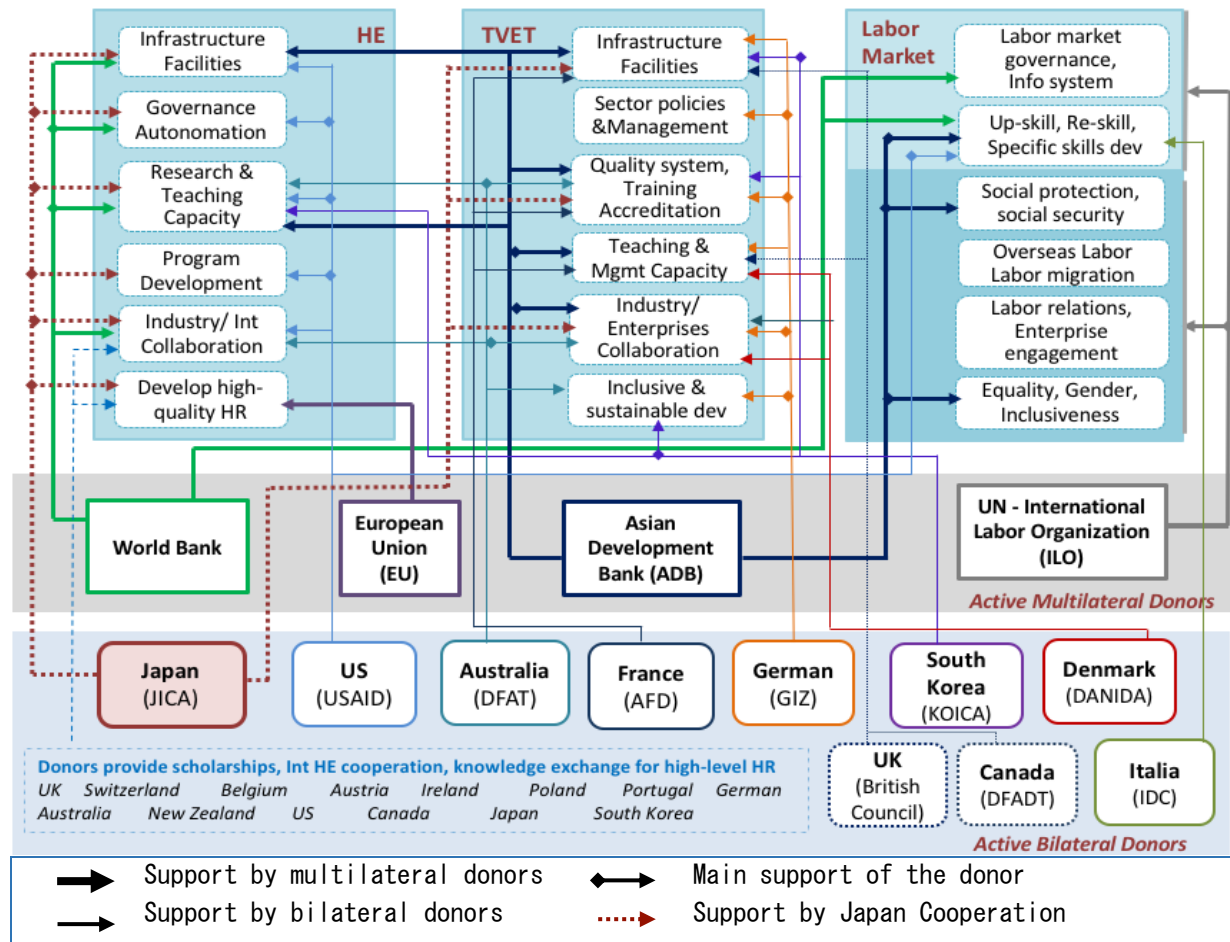 HE
Infrastructure
Facilities
Governance
Autonomation
Research &
Teaching
Capacity
Program
Development
Industry/ Int
Collaboration
Develop high-
quality HR
TVET
Infrastructure
Facilities
Sector policies
&Management
Quality system,
Training
Accreditation
Teaching &
Mgmt Capacity
Industry/
Enterprises
Collaboration
Inclusive &
sustainable dev
Labor
Market
Labor market
governance,
Info system
Up-skill, Re-skill,
Specific skills dev
Social protection,
social security
Overseas Labor
Labor migration
Labor relations,
Enterprise
engagement
Equality, Gender,
Inclusiveness
World Bank
European
Union
(EU)
Asian
Development
Bank (ADB)
UN - International
Labor Organization
(ILO)
Active Multilateral Donors
Japan
(JICA)
US
(USAID)
Australia
(DFAT)
France
(AFD)
German
(GIZ)
South
Korea
(KOICA)
Denmark
(DANIDA)
Donors provide scholarships, Int HE cooperation, knowledge exchange for high-level HR
UK Switzerland Belgium Austria Ireland Poland Portugal German
Australia New Zealand US Canada Japan South Korea
UK
(British
Council)
Canada
(DFADT)
Italia
(IDC)
Active Bilateral Donors
Support by multilateral donors
Main support of the donor
Support by bilateral donors
Support by Japan Cooperation